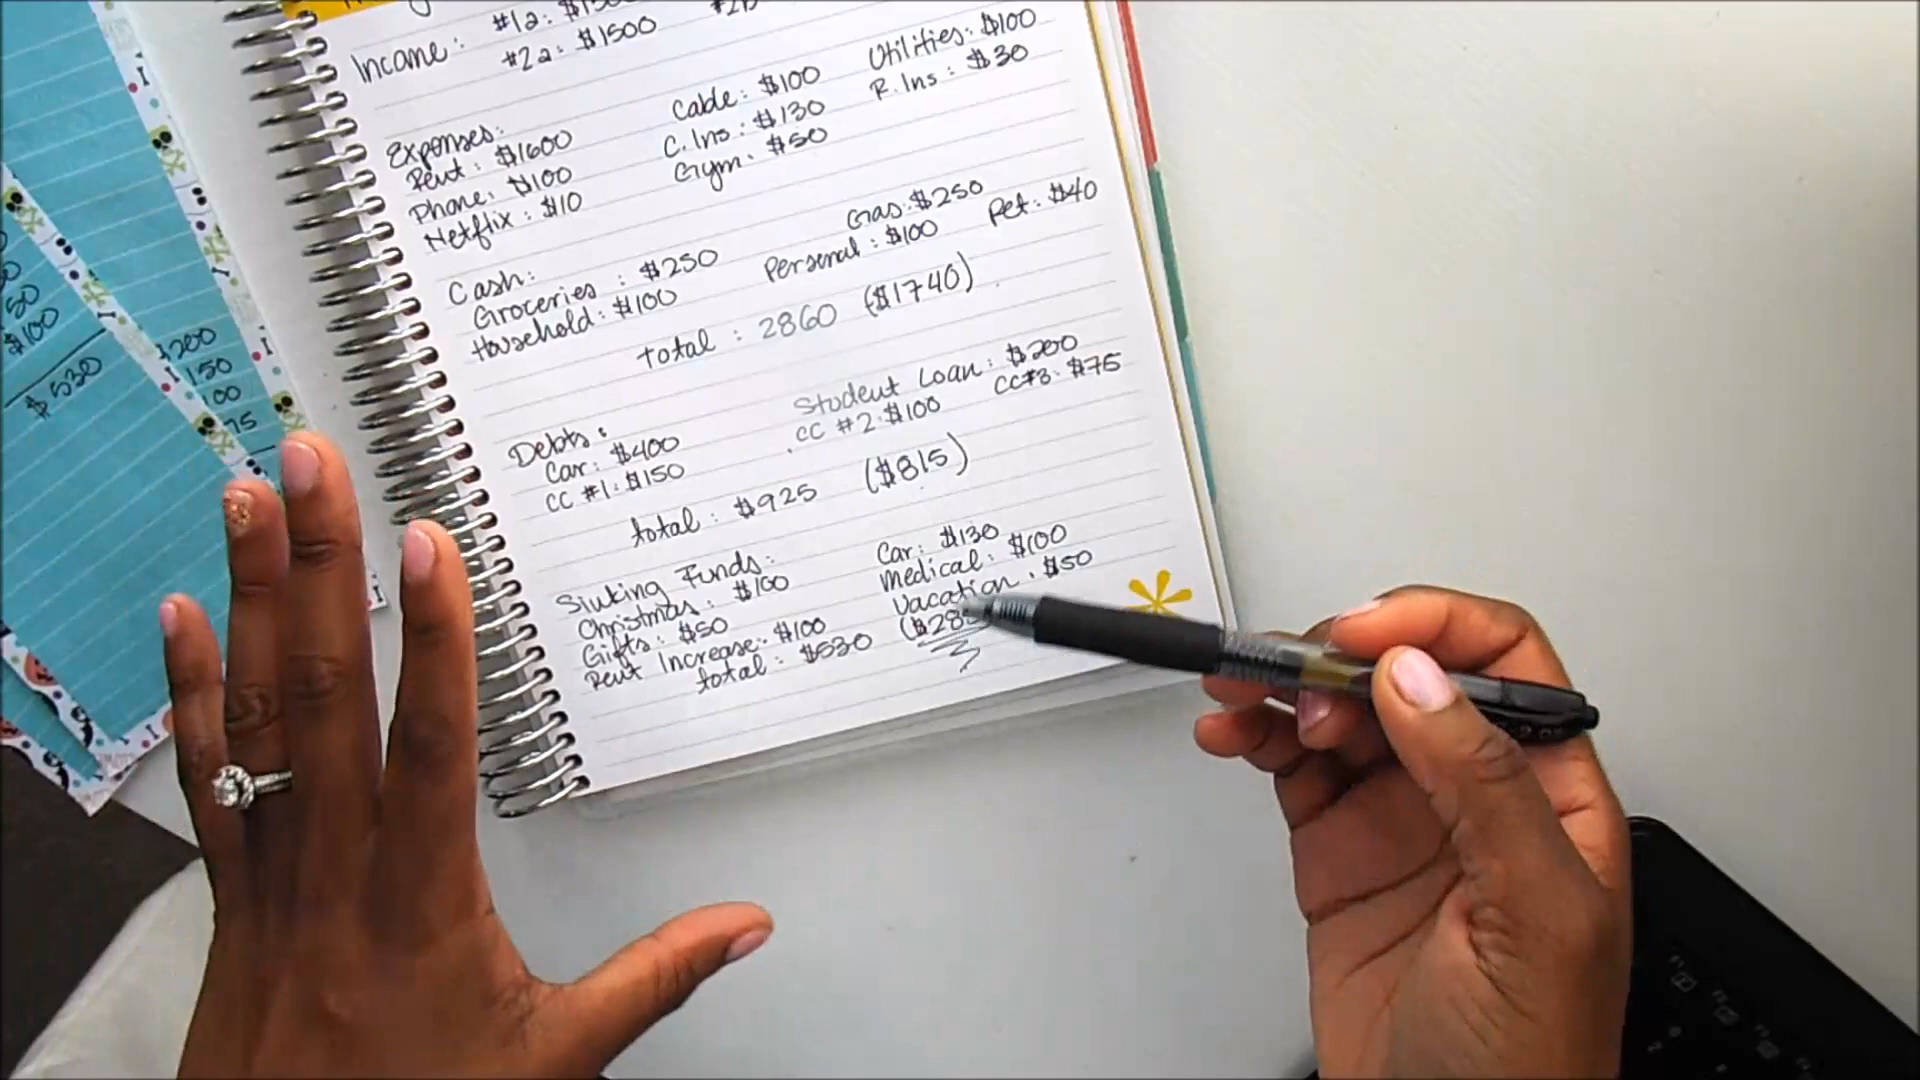 Income: #1a:
#2a: $1500
Expenses:
Rent: $1600
Phone: $100
Netflix: $10
Cable: $100
C. Ins: $130
Gym: $50
Utilities: $100
R. Ins: $30
Cash:
Groceries: $250
Household: $100
Gas: $250
Personal: $100
Pet: $40
total: 2860 ($1740)
Debts:
Car: $400
CC #1: $150
Student Loan: $200
CC #2: $100
CC#3: $75
total: $925 ($815)
Sinking Funds:
Christmas: $100
Gifts: $50
Rent Increase: $100
Car: $130
Medical: $100
Vacation: $50
total: $530
50
$100
$530
$200
150
100
75